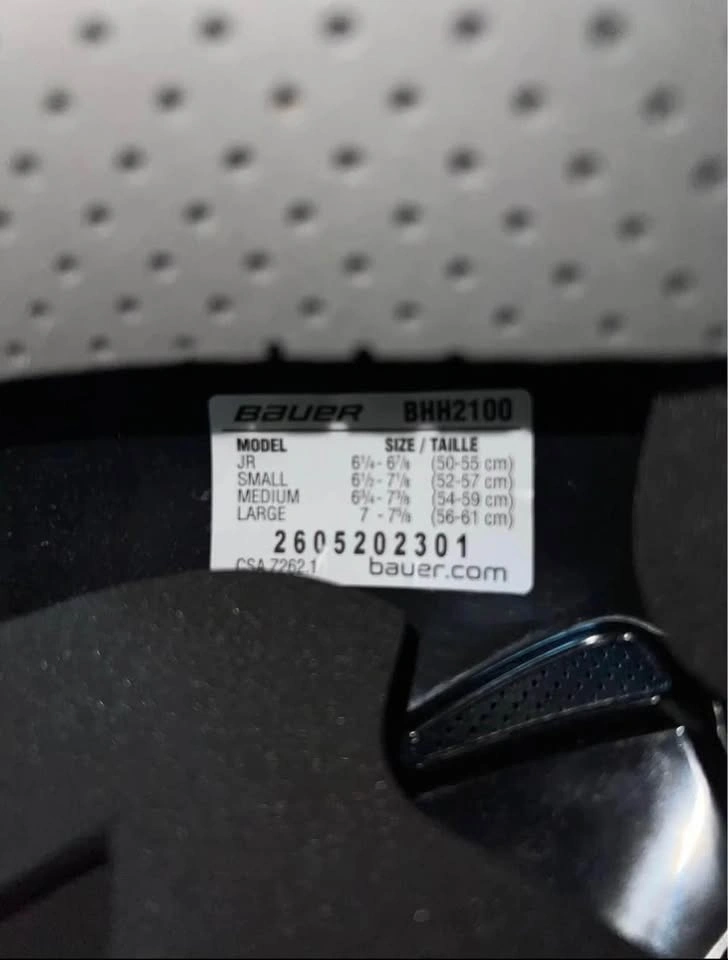 BAUER BHH2100
MODEL SIZE / TAILLE
JR 6¼ - 6⅞ (50-55 cm)
SMALL 6½ - 7⅛ (52-57 cm)
MEDIUM 6¾ - 7⅜ (54-59 cm)
LARGE 7 - 7⅝ (56-61 cm)
2605202301
CSA Z262.1 bauer.com